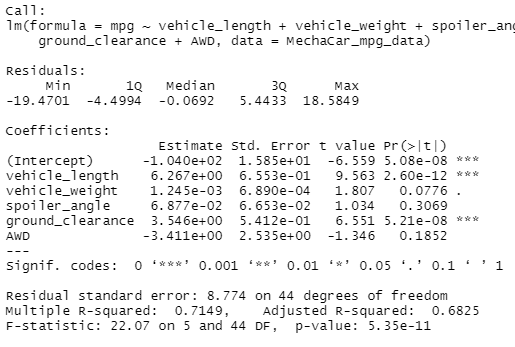 Call:
lm(formula = mpg ~ vehicle_length + vehicle_weight + spoiler_ang
    ground_clearance + AWD, data = MechaCar_mpg_data)
Residuals:
     Min       1Q   Median       3Q      Max
-19.4701  -4.4994  -0.0692   5.4433  18.5849
Coefficients:
                   Estimate Std. Error t value Pr(>|t|)
(Intercept)      -1.040e+02  1.585e+01  -6.559 5.08e-08 ***
vehicle_length    6.267e+00  6.553e-01   9.563 2.60e-12 ***
vehicle_weight    1.245e-03  6.890e-04   1.807   0.0776 .
spoiler_angle     6.877e-02  6.653e-02   1.034   0.3069
ground_clearance  3.546e+00  5.412e-01   6.551 5.21e-08 ***
AWD              -3.411e+00  2.535e+00  -1.346   0.1852
---
Signif. codes:  0 ‘***’ 0.001 ‘**’ 0.01 ‘*’ 0.05 ‘.’ 0.1 ‘ ’ 1
Residual standard error: 8.774 on 44 degrees of freedom
Multiple R-squared:  0.7149,    Adjusted R-squared:  0.6825
F-statistic: 22.07 on 5 and 44 DF,  p-value: 5.35e-11